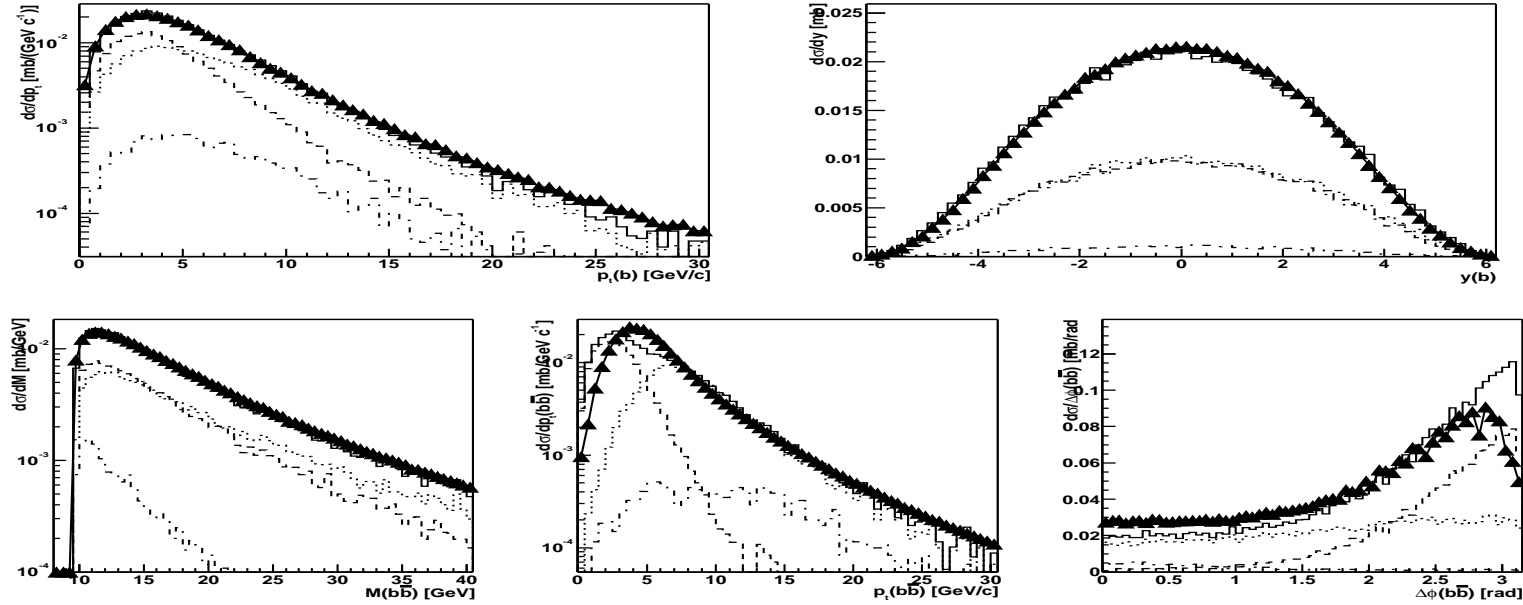 dσ/dp_t [mb/(GeV c⁻¹)]
10⁻²
10⁻³
10⁻⁴
0 5 10 15 20 25 30
p_t(b) [GeV/c]
dσ/dy [mb]
0.025
0.02
0.015
0.01
0.005
0
-6 -4 -2 0 2 4 6
y(b)
dσ/dM [mb/GeV]
10⁻²
10⁻³
10⁻⁴
10 15 20 25 30 35 40
M(bb̄) [GeV]
dσ/dp_t(bb̄) [mb/GeV c⁻¹]
10⁻²
10⁻³
10⁻⁴
0 5 10 15 20 25 30
p_t(bb̄) [GeV/c]
dσ/Δϕ(bb̄) [mb/rad
0.12
0.1
0.08
0.06
0.04
0.02
0
0 0.5 1 1.5 2 2.5 3
Δϕ(bb̄) [rad]